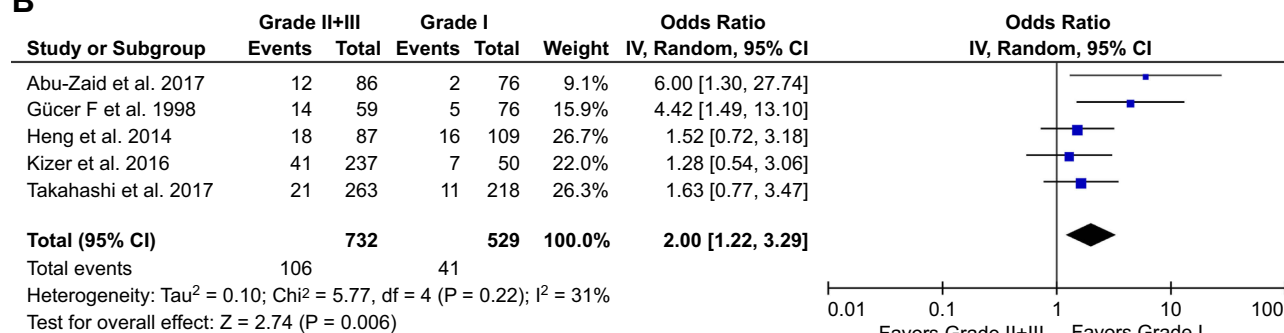 B
Grade II+III Grade I Odds Ratio Odds Ratio
Study or Subgroup Events Total Events Total Weight IV, Random, 95% CI IV, Random, 95% CI
Abu-Zaid et al. 2017 12 86 2 76 9.1% 6.00 [1.30, 27.74]
Gücer F et al. 1998 14 59 5 76 15.9% 4.42 [1.49, 13.10]
Heng et al. 2014 18 87 16 109 26.7% 1.52 [0.72, 3.18]
Kizer et al. 2016 41 237 7 50 22.0% 1.28 [0.54, 3.06]
Takahashi et al. 2017 21 263 11 218 26.3% 1.63 [0.77, 3.47]
Total (95% CI) 732 529 100.0% 2.00 [1.22, 3.29]
Total events 106 41
Heterogeneity: Tau² = 0.10; Chi² = 5.77, df = 4 (P = 0.22); I² = 31%
Test for overall effect: Z = 2.74 (P = 0.006)
0.01 0.1 1 10 100
Favors Grade II+III Favors Grade I